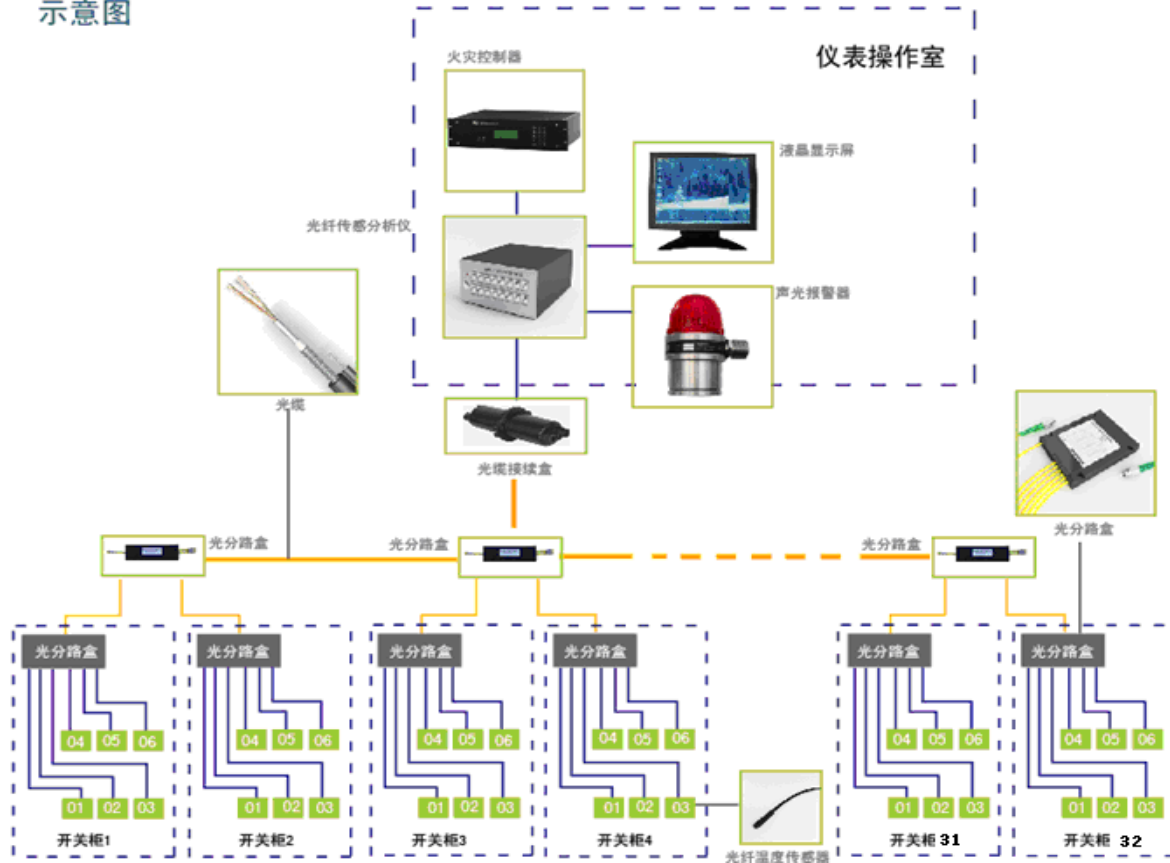 示意图
仪表操作室
火灾控制器
液晶显示屏
光纤传感分析仪
声光报警器
光缆
光缆接续盒
光分路盒
光分路盒
光分路盒
光分路盒
光分路盒
光分路盒
光分路盒
光分路盒
光分路盒
光分路盒
04 05 06
04 05 06
04 05 06
04 05 06
04 05 06
04 05 06
01 02 03
01 02 03
01 02 03
01 02 03
01 02 03
01 02 03
开关柜1
开关柜2
开关柜3
开关柜4
开关柜 31
开关柜 32
光纤温度传感器